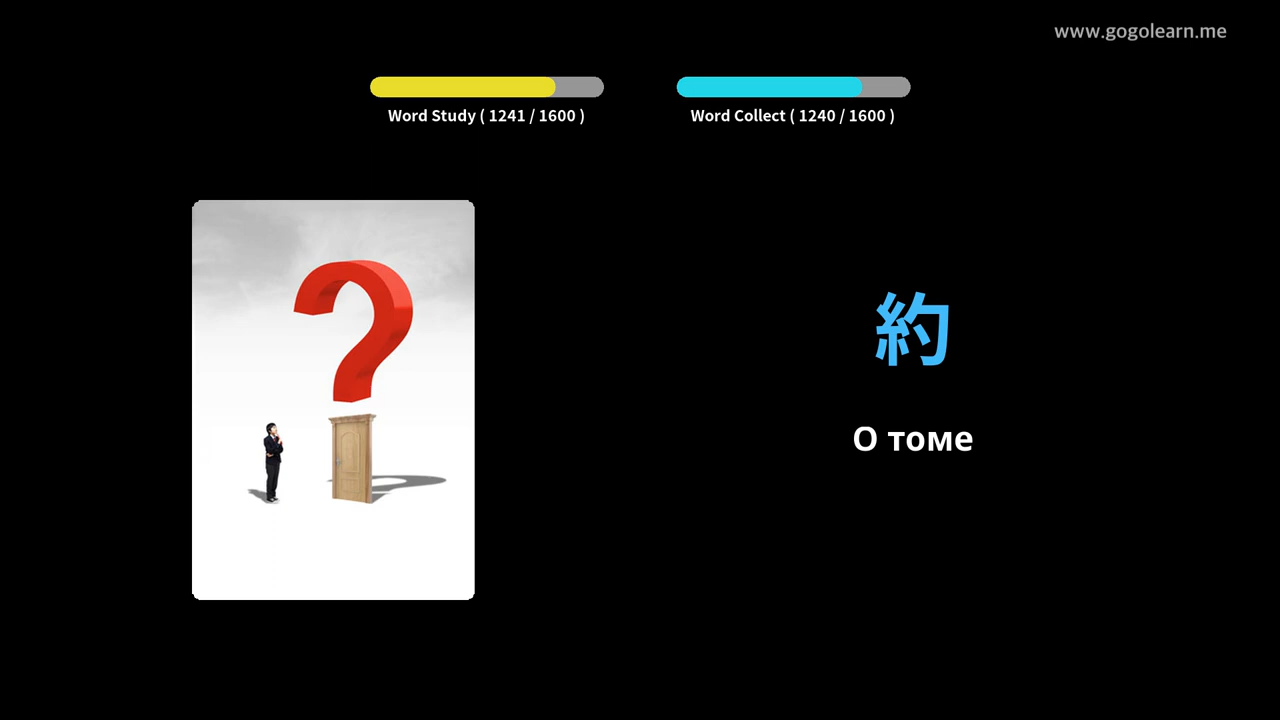 www.gogolearn.me
Word Study ( 1241 / 1600 )
Word Collect ( 1240 / 1600 )
約
О томе